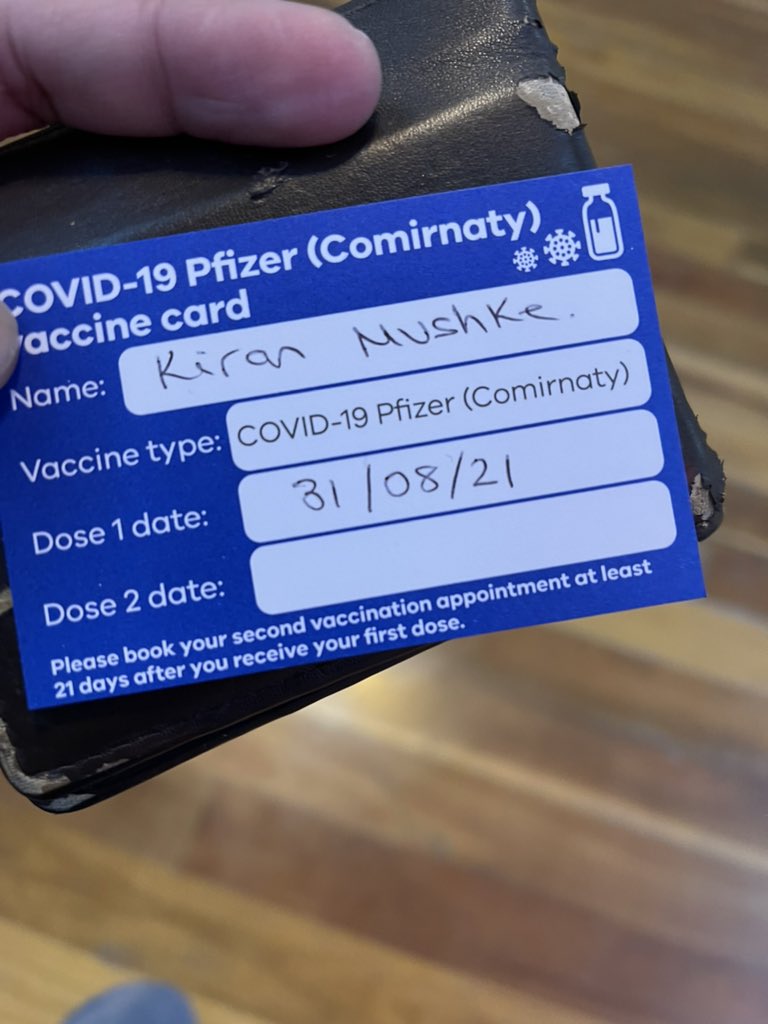 COVID-19 Pfizer (Comirnaty)
vaccine card
Name: Kiran Mushke.
Vaccine type: COVID-19 Pfizer (Comirnaty)
Dose 1 date: 31/08/21
Dose 2 date:
Please book your second vaccination appointment at least
21 days after you receive your first dose.